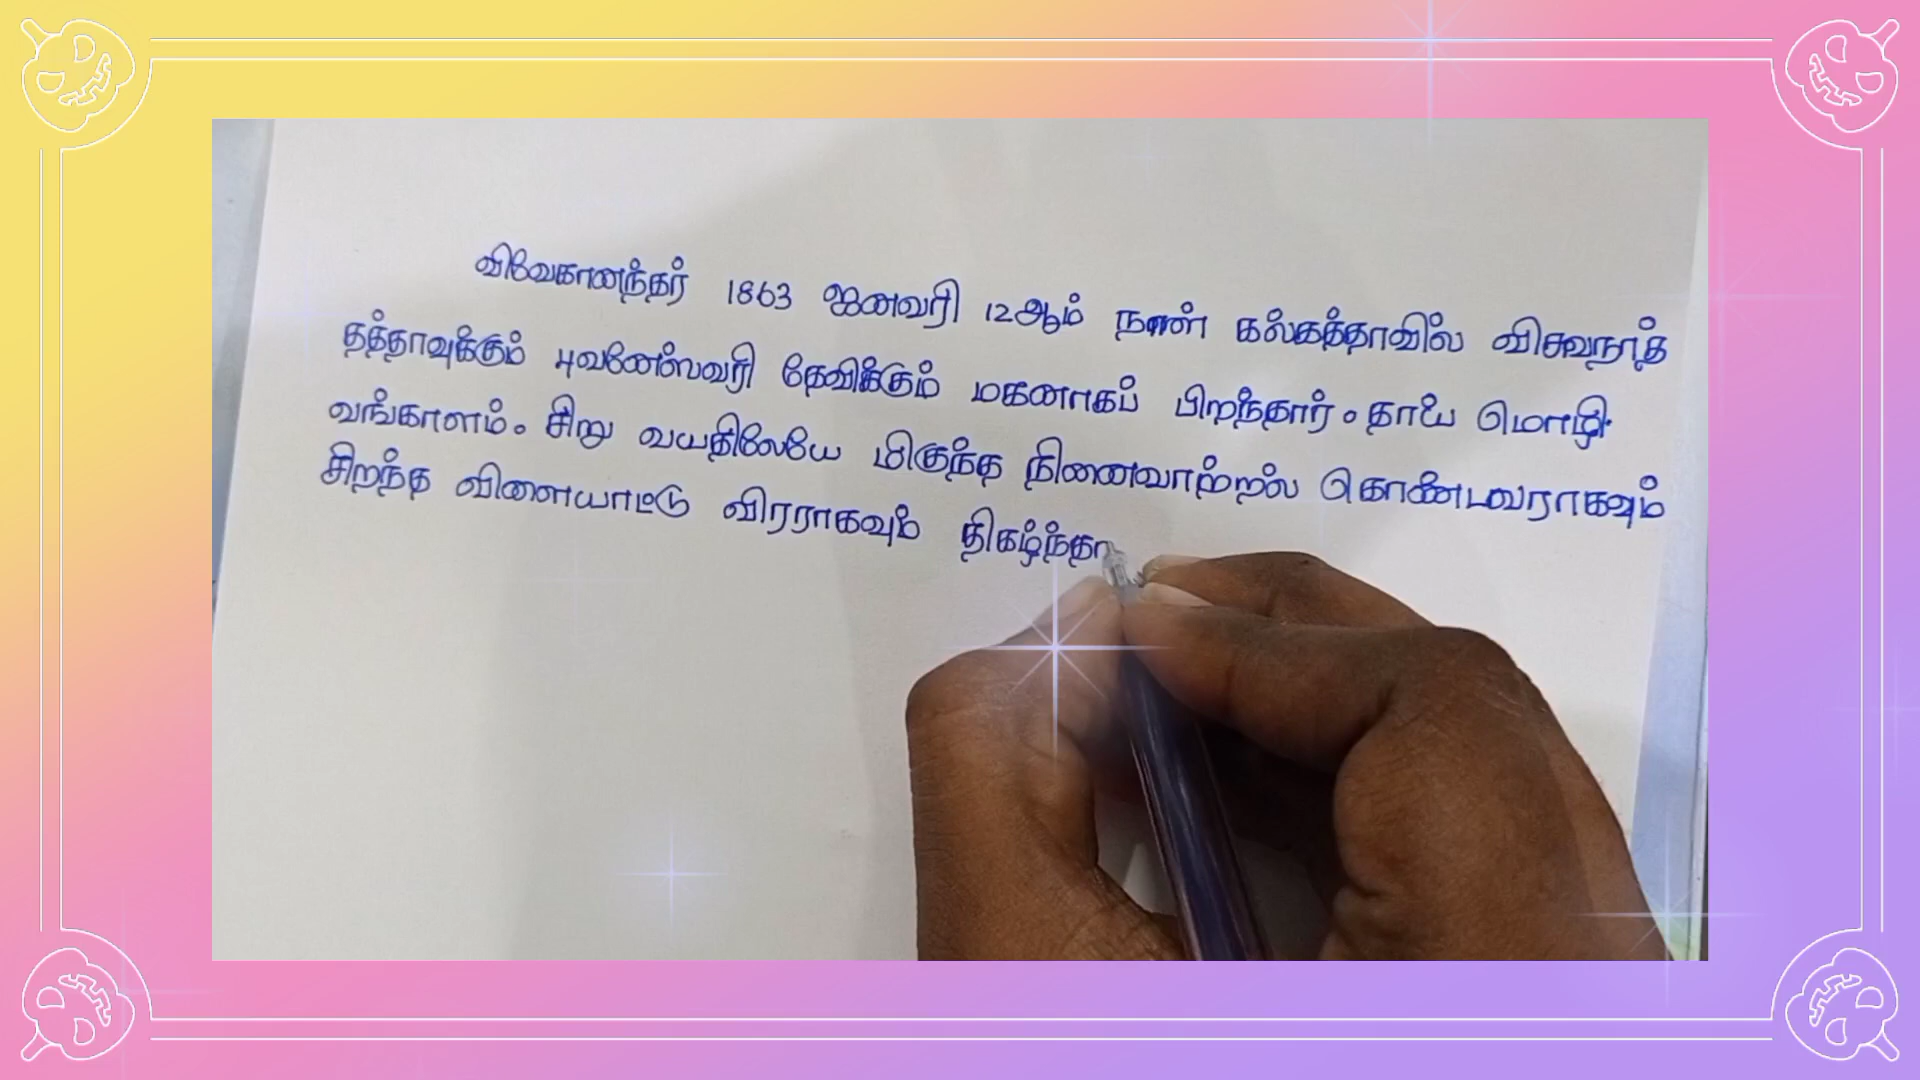 விவேகானந்தர் 1863 ஜனவரி 12ஆம் நாள் கல்கத்தாவில் விசுவநாத்
தத்தாவுக்கும் புவனேஸ்வரி தேவிக்கும் மகனாகப் பிறந்தார். தாய் மொழி
வங்காளம். சிறு வயதிலேயே மிகுந்த நினைவாற்றல் கொண்டவராகவும்
சிறந்த விளையாட்டு விரராகவும் திகழ்ந்தா